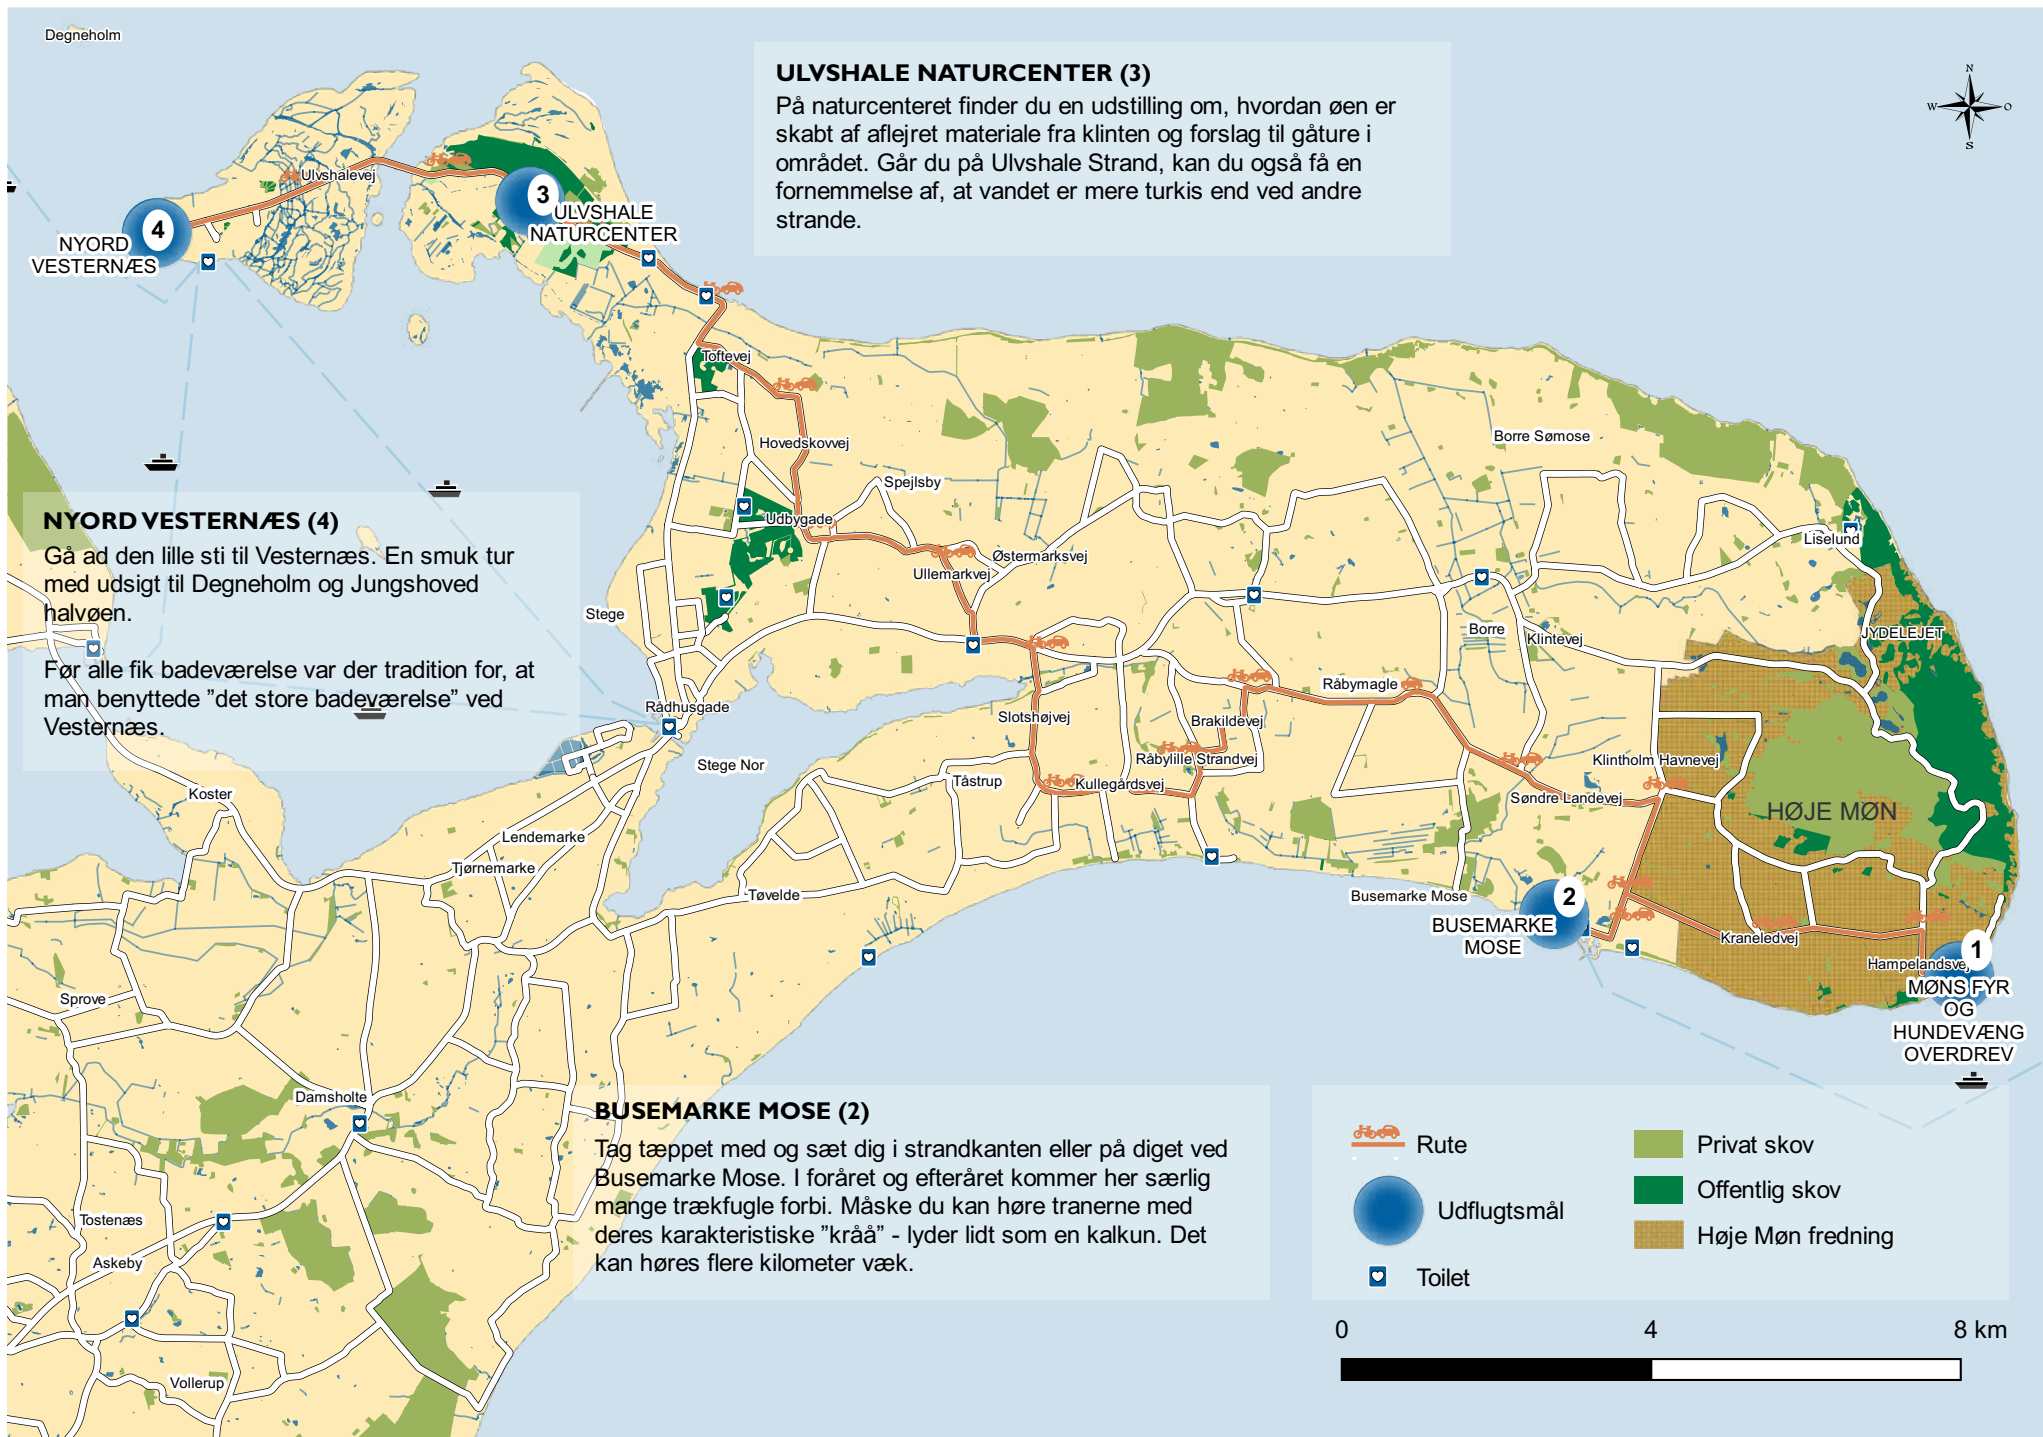 Degneholm
ULVSHALE NATURCENTER (3)
På naturcenteret finder du en udstilling om, hvordan øen er
skabt af aflejret materiale fra klinten og forslag til gåture i
området. Går du på Ulvshale Strand, kan du også få en
fornemmelse af, at vandet er mere turkis end ved andre
strande.
N
W
O
S
Ulvshalevej
3
ULVSHALE
NATURCENTER
4
NYORD
VESTERNÆS
Toftevej
Hovedskovvej
Borre Sømose
Spejlsby
NYORD VESTERNÆS (4)
Gå ad den lille sti til Vesternæs. En smuk tur
med udsigt til Degneholm og Jungshoved
halvøen.
Før alle fik badeværelse var der tradition for, at
man benyttede ”det store badeværelse” ved
Vesternæs.
Udbygade
Østermarksvej
Ullemarkvej
Liselund
Stege
Borre
Klintevej
JYDELEJET
Råbymagle
Rådhusgade
Slotshøjvej
Brakildevej
Stege Nor
Råbylille Strandvej
Klintholm Havnevej
Tåstrup
Kullegårdsvej
Søndre Landevej
Koster
HØJE MØN
Lendemarke
Tjørnemarke
Tøvelde
Busemarke Mose
2
BUSEMARKE
MOSE
Kraneledvej
1
Hampelandsvej
MØNS FYR
OG
HUNDEVÆNG
OVERDREV
Sprove
Damsholte
BUSEMARKE MOSE (2)
Tag tæppet med og sæt dig i strandkanten eller på diget ved
Busemarke Mose. I foråret og efteråret kommer her særlig
mange trækfugle forbi. Måske du kan høre tranerne med
deres karakteristiske ”kråå” - lyder lidt som en kalkun. Det
kan høres flere kilometer væk.
Tostenæs
Askeby
Vollerup
Rute
Udflugtsmål
Toilet
Privat skov
Offentlig skov
Høje Møn fredning
0
4
8 km